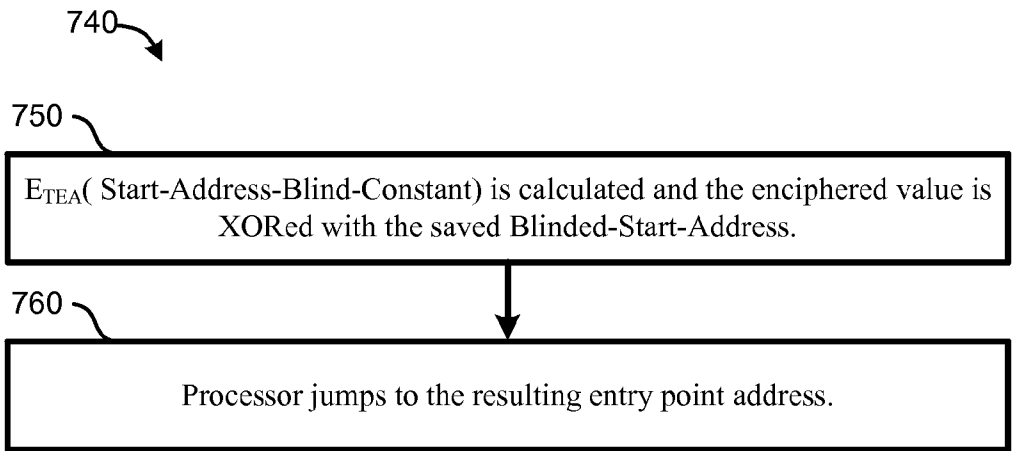 740
750
E_TEA( Start-Address-Blind-Constant) is calculated and the enciphered value is
XORed with the saved Blinded-Start-Address.
760
Processor jumps to the resulting entry point address.